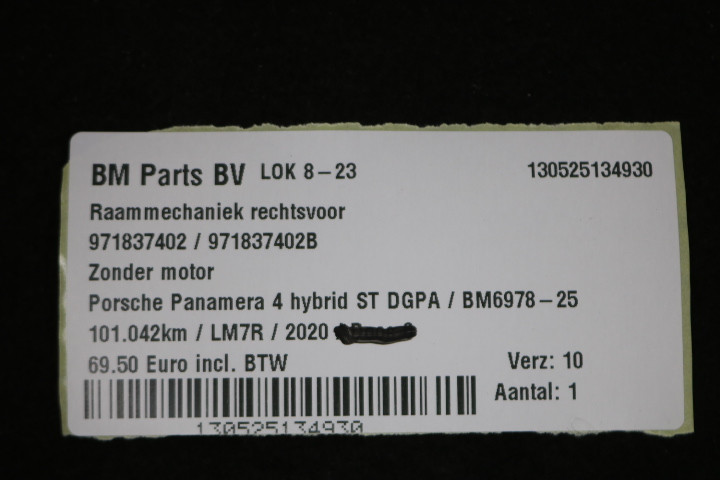 BM Parts BV LOK 8-23 130525134930
Raammechaniek rechtsvoor
971837402 / 971837402B
Zonder motor
Porsche Panamera 4 hybrid ST DGPA / BM6978-25
101.042km / LM7R / 2020
69.50 Euro incl. BTW Verz: 10
Aantal: 1
130525134930